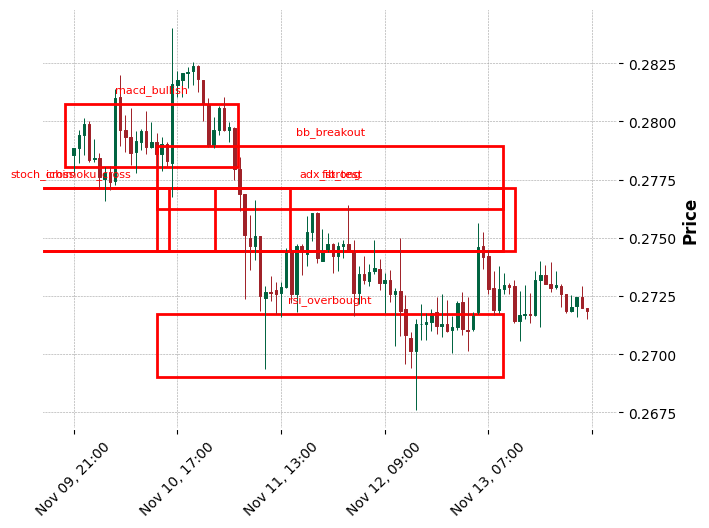 0.2825
macd_bullish
0.2800
bb_breakout
stoch_cross
ichimoku_cross
adx_strong
0.2775
0.2750
Price
rsi_overbought
0.2725
0.2700
0.2675
Nov 09, 21:00
Nov 10, 17:00
Nov 11, 13:00
Nov 12, 09:00
Nov 13, 07:00